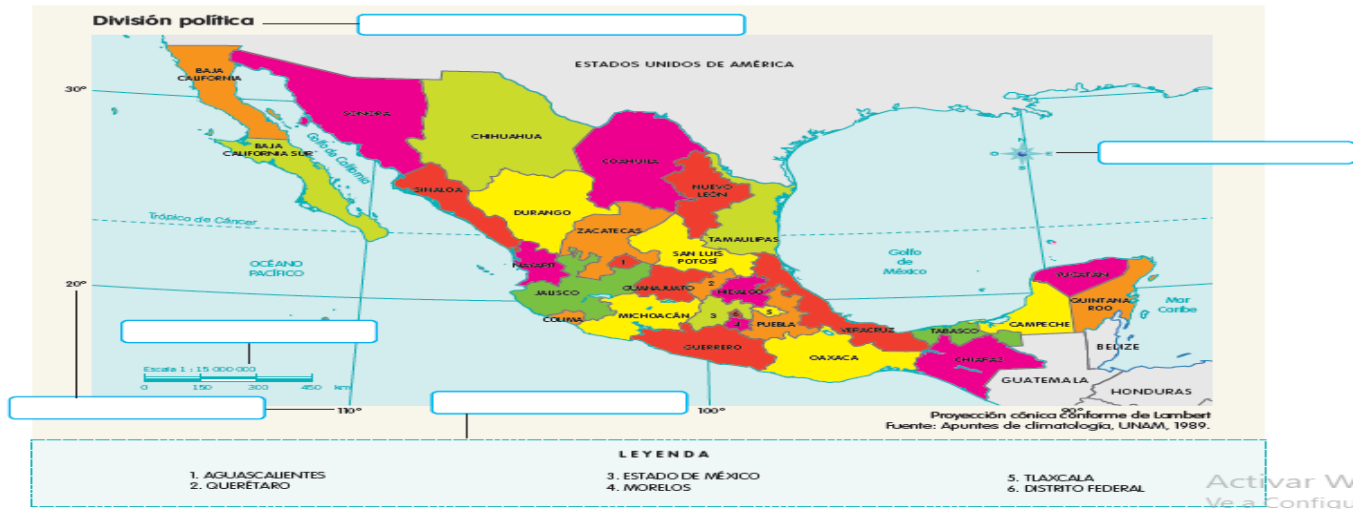 División política
ESTADOS UNIDOS DE AMÉRICA
BAJA
CALIFORNIA
30°
SONORA
CHIHUAHUA
BAJA
CALIFORNIA SUR
Golfo de California
COAHUILA
N
O E
S
SINALOA
NUEVO
LEÓN
DURANGO
Trópico de Cáncer
ZACATECAS
TAMAULIPAS
SAN LUIS
POTOSÍ
Golfo
de
México
OCÉANO
PACÍFICO
NAYARIT
1
YUCATÁN
20°
JALISCO
GUANAJUATO
2
HIDALGO
QUINTANA
ROO
Mar
Caribe
COLIMA
MICHOACÁN
3
6
4
5
PUEBLA
VERACRUZ
TABASCO
CAMPECHE
GUERRERO
OAXACA
CHIAPAS
BELIZE
Escala 1 : 15 000 000
0 150 300 450 km
GUATEMALA
HONDURAS
110°
100°
90°
Proyección cónica conforme de Lambert
Fuente: Apuntes de climatología, UNAM, 1989.
LEYENDA
1. AGUASCALIENTES
2. QUERÉTARO
3. ESTADO DE MÉXICO
4. MORELOS
5. TLAXCALA
6. DISTRITO FEDERAL
Activar W
Ve a Configu